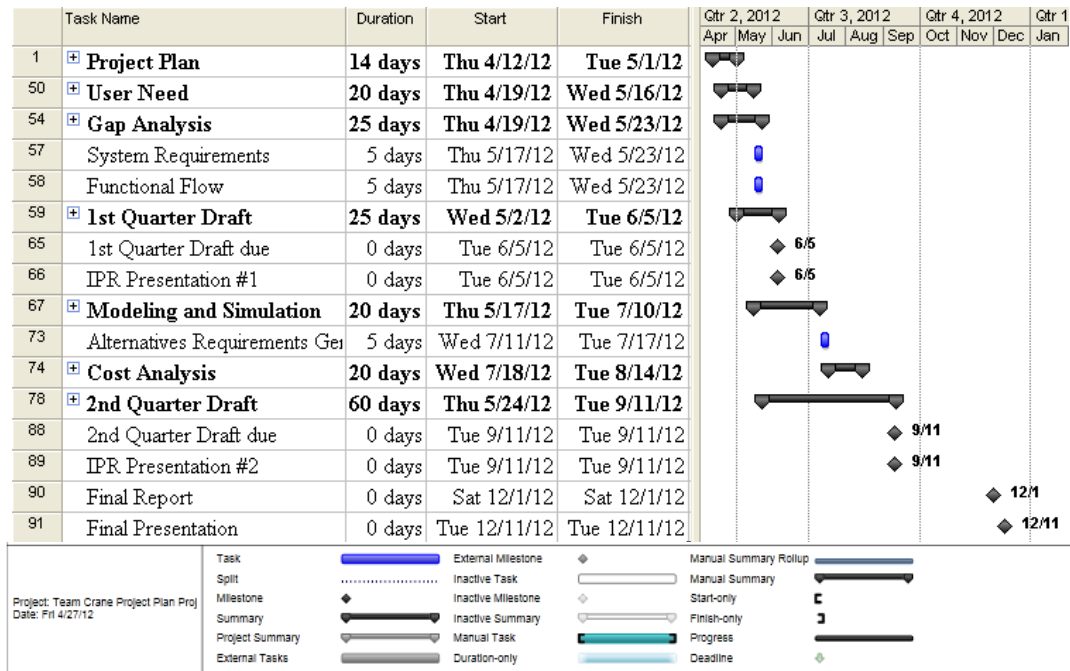 Task Name Duration Start Finish Qtr 2, 2012 Qtr 3, 2012 Qtr 4, 2012 Qtr 1
Apr May Jun Jul Aug Sep Oct Nov Dec Jan
1 Project Plan 14 days Thu 4/12/12 Tue 5/1/12
50 User Need 20 days Thu 4/19/12 Wed 5/16/12
54 Gap Analysis 25 days Thu 4/19/12 Wed 5/23/12
57 System Requirements 5 days Thu 5/17/12 Wed 5/23/12
58 Functional Flow 5 days Thu 5/17/12 Wed 5/23/12
59 1st Quarter Draft 25 days Wed 5/2/12 Tue 6/5/12
65 1st Quarter Draft due 0 days Tue 6/5/12 Tue 6/5/12 6/5
66 IPR Presentation #1 0 days Tue 6/5/12 Tue 6/5/12 6/5
67 Modeling and Simulation 20 days Thu 5/17/12 Tue 7/10/12
73 Alternatives Requirements Ger 5 days Wed 7/11/12 Tue 7/17/12
74 Cost Analysis 20 days Wed 7/18/12 Tue 8/14/12
78 2nd Quarter Draft 60 days Thu 5/24/12 Tue 9/11/12
88 2nd Quarter Draft due 0 days Tue 9/11/12 Tue 9/11/12 9/11
89 IPR Presentation #2 0 days Tue 9/11/12 Tue 9/11/12 9/11
90 Final Report 0 days Sat 12/1/12 Sat 12/1/12 12/1
91 Final Presentation 0 days Tue 12/11/12 Tue 12/11/12 12/11
Project: Team Crane Project Plan Proj
Date: Fri 4/27/12
Task External Milestone Manual Summary Rollup
Split Inactive Task Manual Summary
Milestone Inactive Milestone Start-only
Summary Inactive Summary Finish-only
Project Summary Manual Task Progress
External Tasks Duration-only Deadline